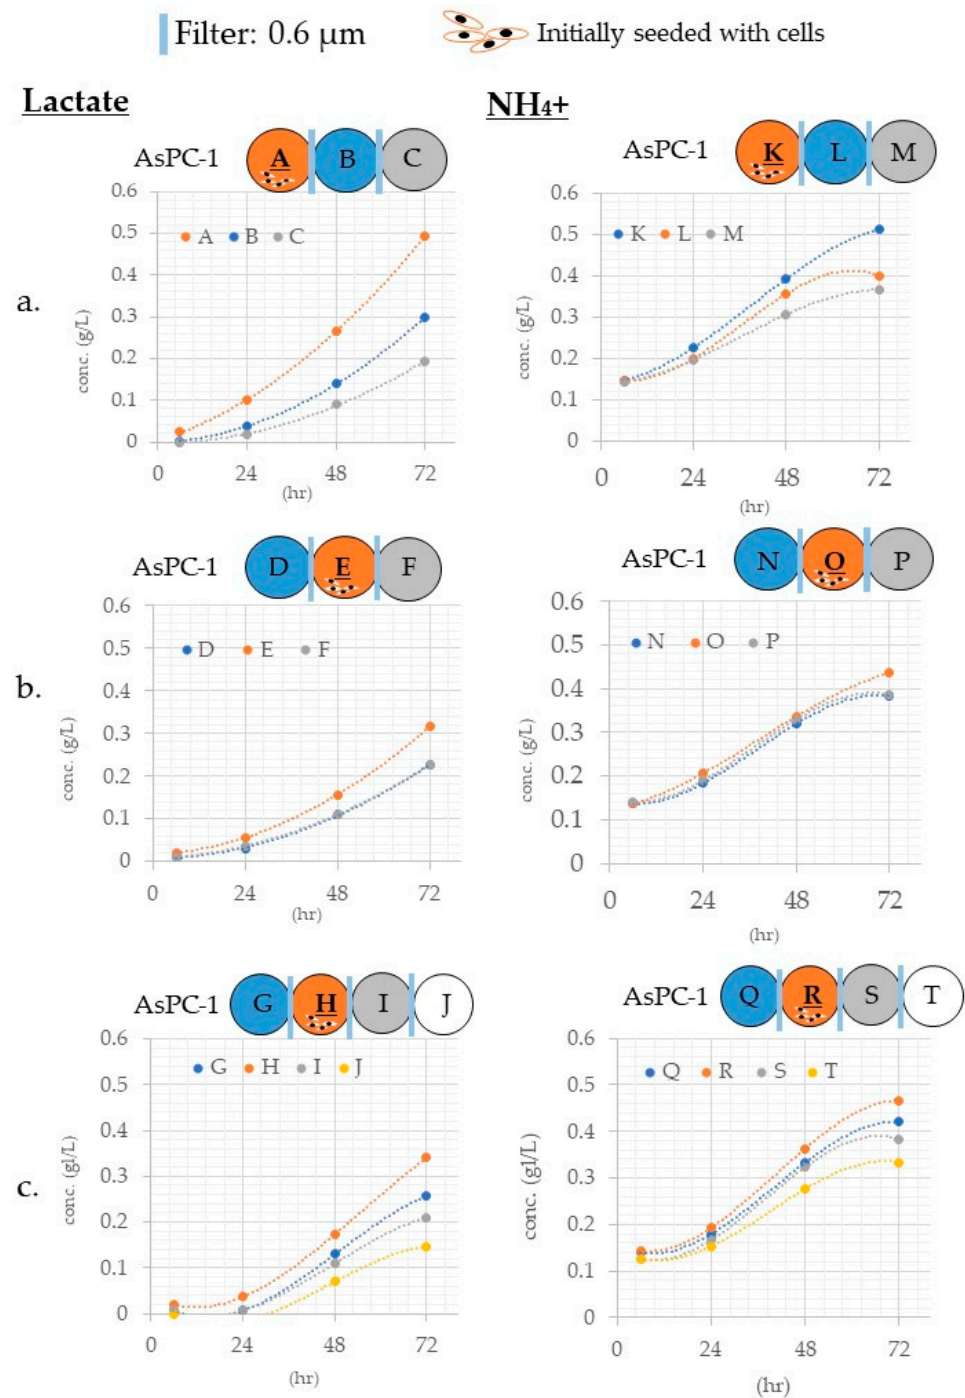 Filter: 0.6 µm
Initially seeded with cells
Lactate
NH4+
a.
AsPC-1
A B C
0.6
A B C
0.5
0.4
0.3
0.2
0.1
0
conc. (g/L)
0 24 48 72
(hr)
AsPC-1
K L M
0.6
K L M
0.5
0.4
0.3
0.2
0.1
0
conc. (g/L)
0 24 48 72
(hr)
b.
AsPC-1
D E F
0.6
D E F
0.5
0.4
0.3
0.2
0.1
0
conc. (g/L)
0 24 48 72
(hr)
AsPC-1
N O P
0.6
N O P
0.5
0.4
0.3
0.2
0.1
0
conc. (g/L)
0 24 48 72
(hr)
c.
AsPC-1
G H I J
0.6
G H I J
0.5
0.4
0.3
0.2
0.1
0
conc. (gl/L)
0 24 48 72
(hr)
AsPC-1
Q R S T
0.6
Q R S T
0.5
0.4
0.3
0.2
0.1
0
conc. (gl/L)
0 24 48 72
(hr)